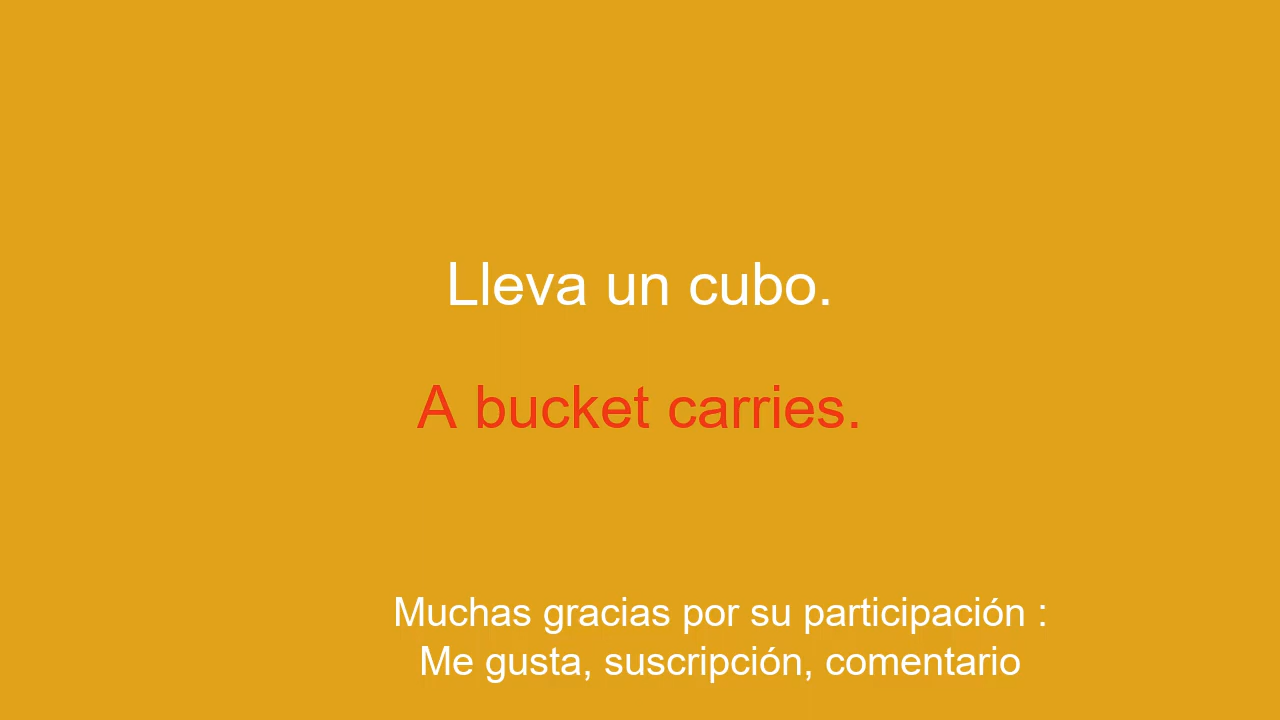 Lleva un cubo.
A bucket carries.
Muchas gracias por su participación :
Me gusta, suscripción, comentario